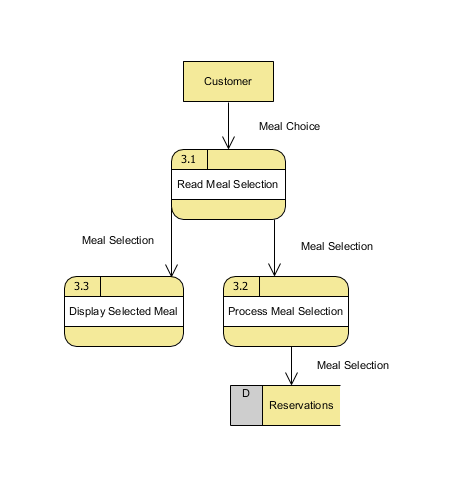 Customer
Meal Choice
3.1
Read Meal Selection
Meal Selection
Meal Selection
3.3
Display Selected Meal
3.2
Process Meal Selection
Meal Selection
D
Reservations